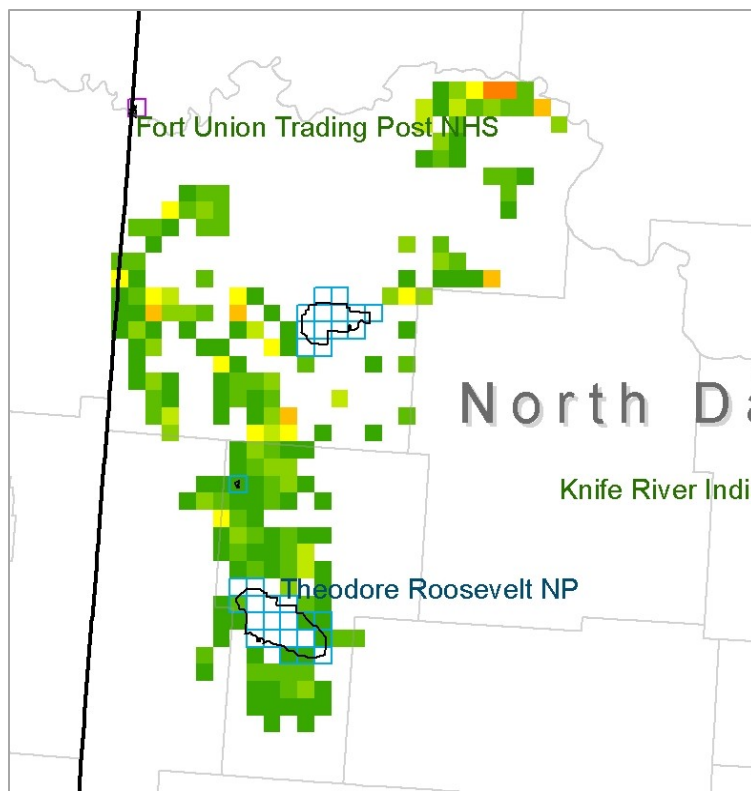 Fort Union Trading Post NHS
North Da
Knife River Indi
Theodore Roosevelt NP